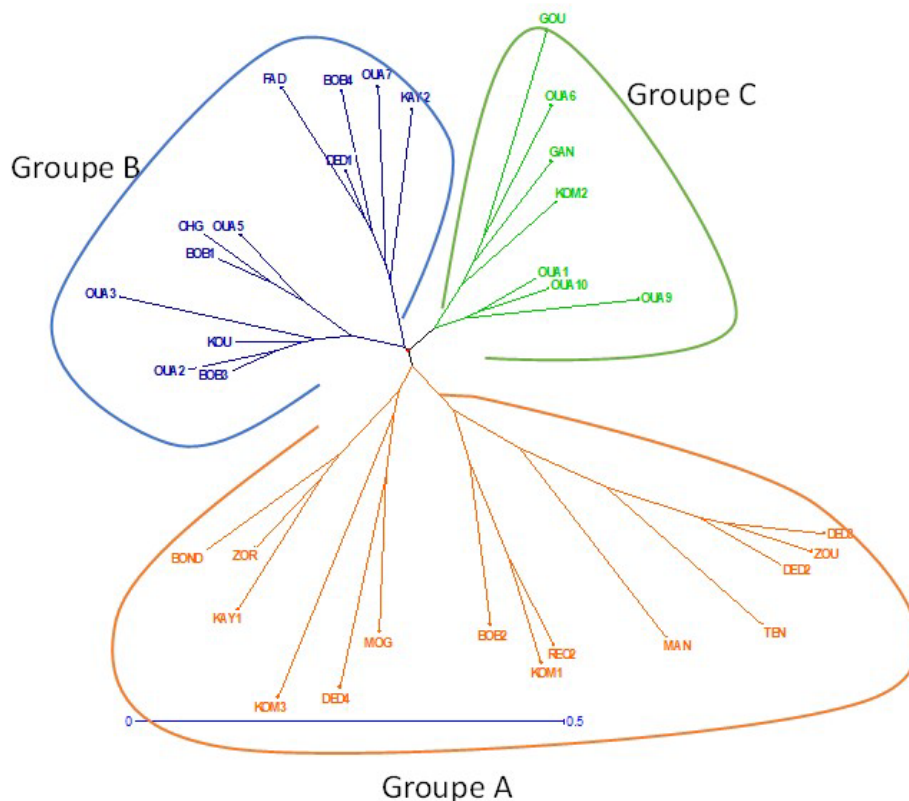 GOU
FAD
BOB4
OUA7
KAY2
Groupe C
OUA6
Groupe B
DED1
GAN
KOM2
CHG
OUA5
BOB1
OUA1
OUA10
OUA3
OUA9
KOU
OUA2
BOB3
BOND
ZOR
DED3
ZOU
DED2
KAY1
MOG
BOB2
TEN
REO2
MAN
KOM1
KOM3
DED4
0
0.5
Groupe A